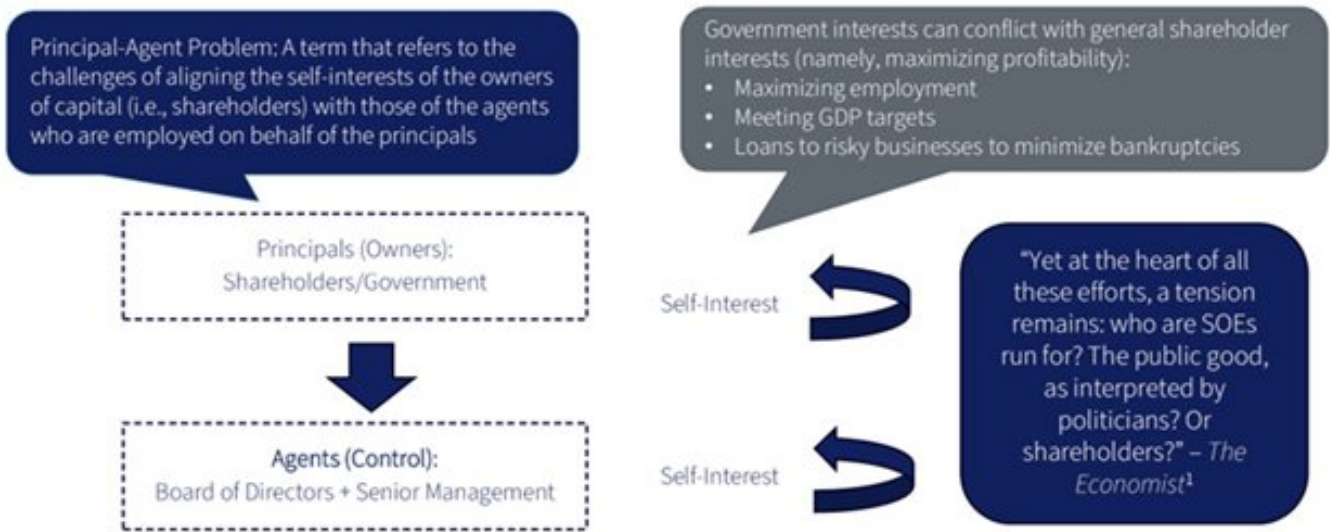 Principal-Agent Problem: A term that refers to the
challenges of aligning the self-interests of the owners
of capital (i.e., shareholders) with those of the agents
who are employed on behalf of the principals
Government interests can conflict with general shareholder
interests (namely, maximizing profitability):
• Maximizing employment
• Meeting GDP targets
• Loans to risky businesses to minimize bankruptcies
Principals (Owners):
Shareholders/Government
Self-Interest
Agents (Control):
Board of Directors + Senior Management
Self-Interest
“Yet at the heart of all
these efforts, a tension
remains: who are SOEs
run for? The public good,
as interpreted by
politicians? Or
shareholders?” – The
Economist¹